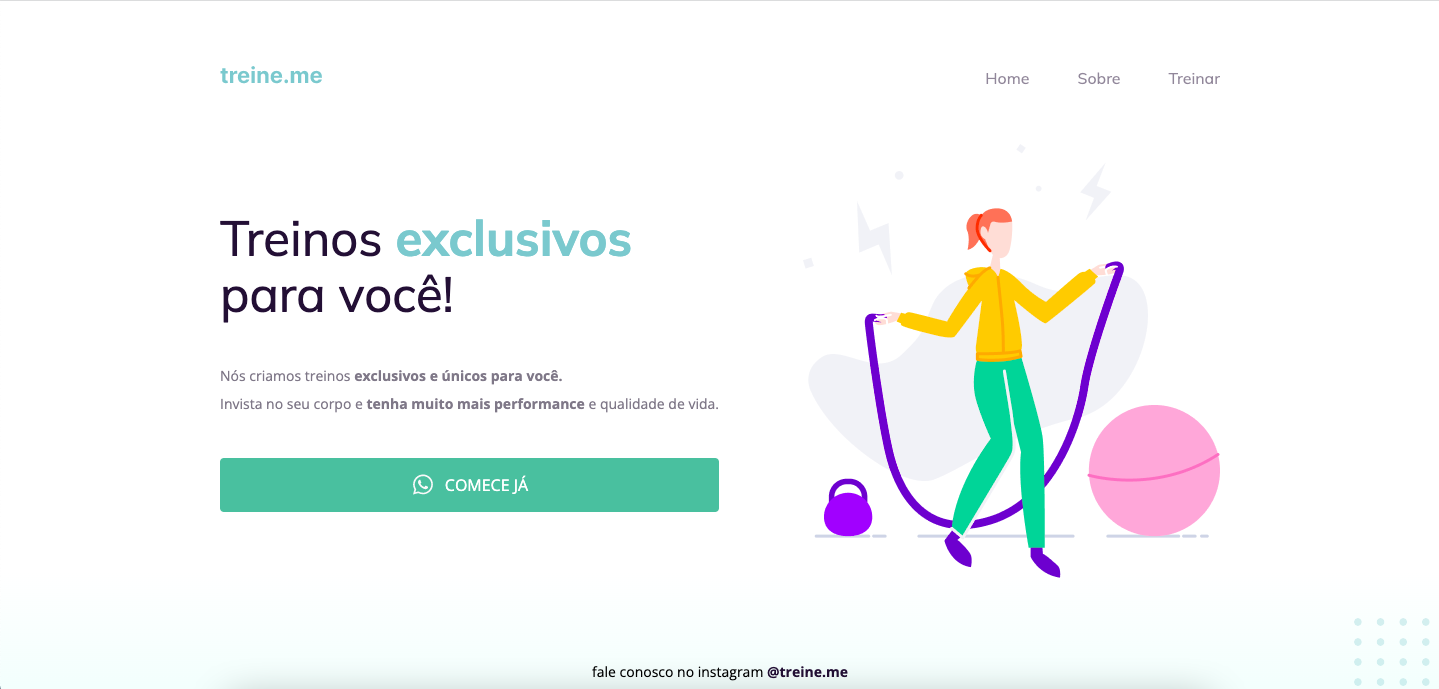 treine.me
Home
Sobre
Treinar
Treinos exclusivos
para você!
Nós criamos treinos exclusivos e únicos para você.
Invista no seu corpo e tenha muito mais performance e qualidade de vida.
COMECE JÁ
fale conosco no instagram @treine.me